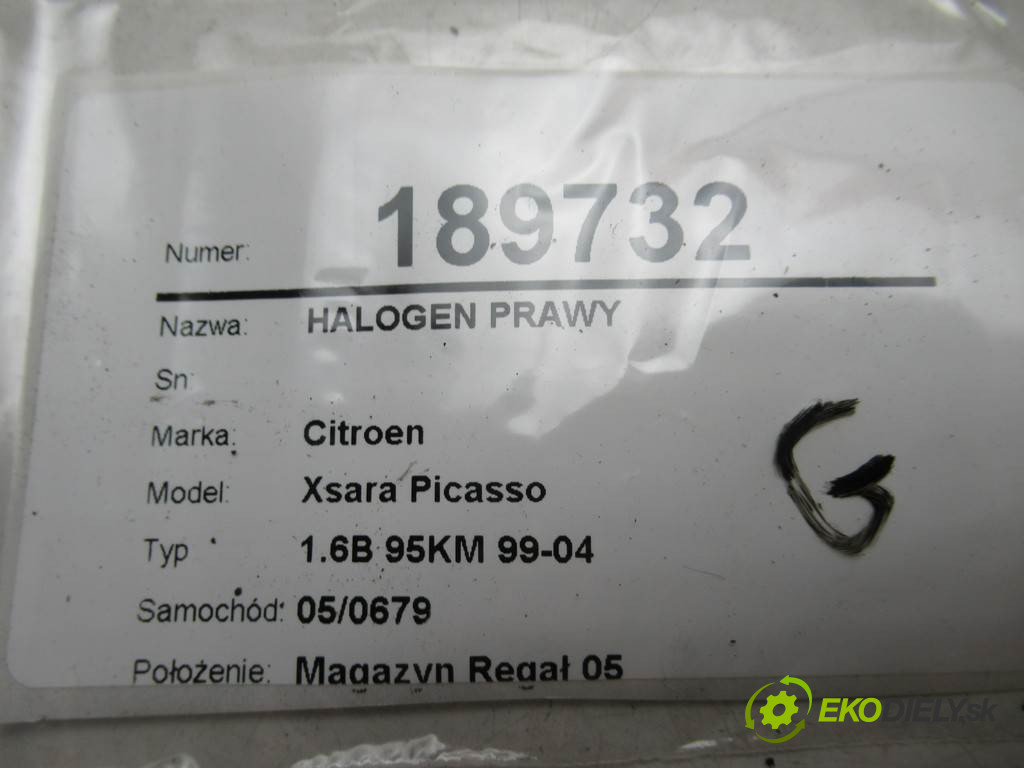 Numer: 189732
Nazwa: HALOGEN PRAWY
Sn:
Marka: Citroen
Model: Xsara Picasso
Typ 1.6B 95KM 99-04
Samochód: 05/0679
Położenie: Magazyn Regał 05
G
EKODIELY.sk